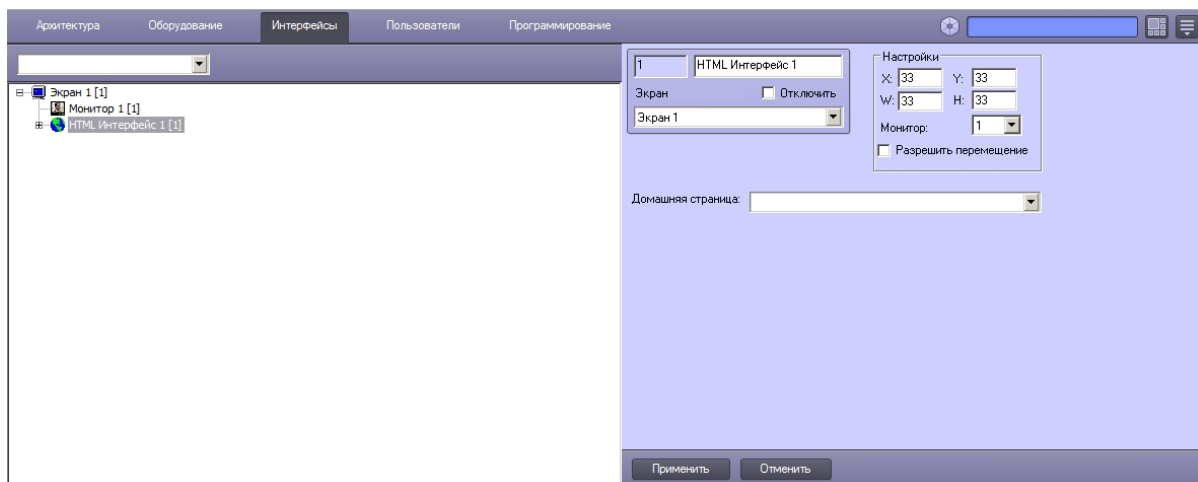 Архитектура Оборудование Интерфейсы Пользователи Программирование
Экран 1 [1]
Монитор 1 [1]
HTML Интерфейс 1 [1]
1 HTML Интерфейс 1
Экран Отключить
Экран 1
Настройки
X: 33 Y: 33
W: 33 H: 33
Монитор: 1
Разрешить перемещение
Домашняя страница:
Применить Отменить